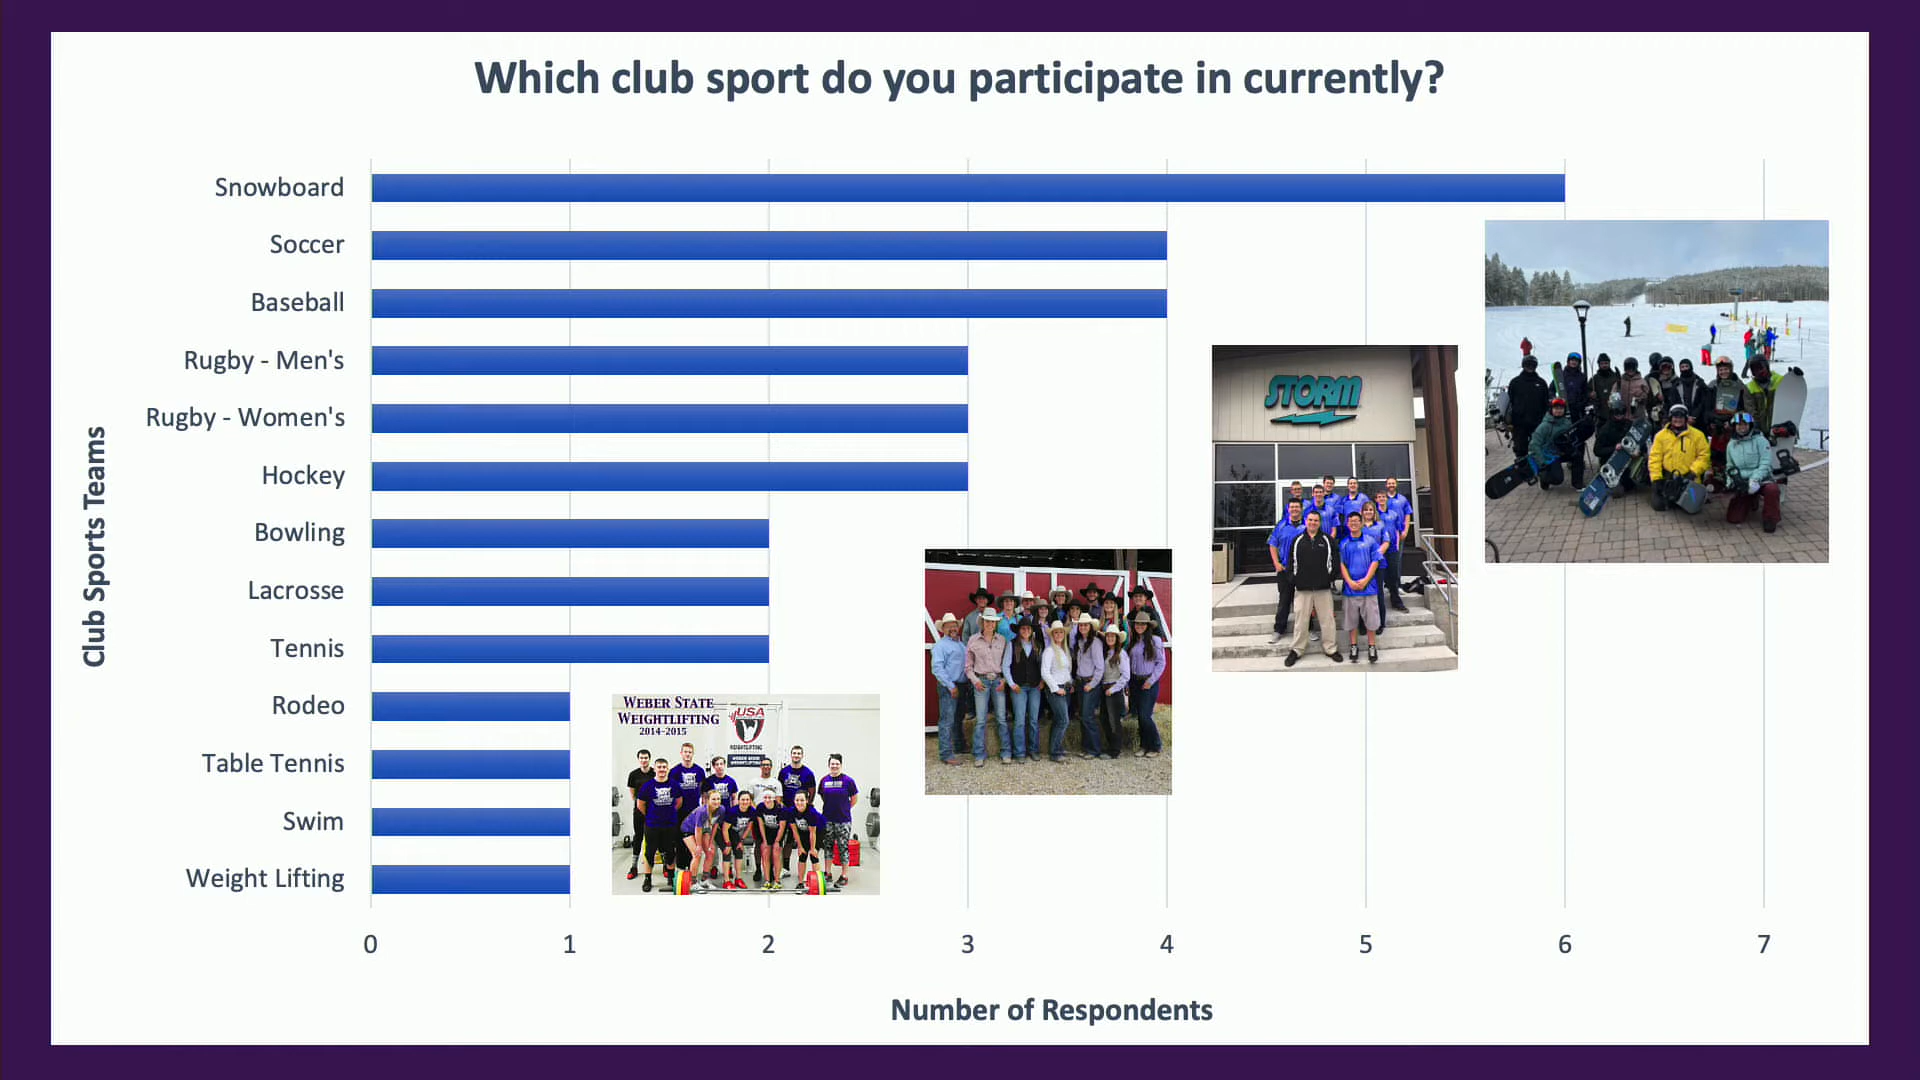 Which club sport do you participate in currently?
Club Sports Teams
Snowboard
Soccer
Baseball
Rugby - Men's
Rugby - Women's
Hockey
Bowling
Lacrosse
Tennis
Rodeo
Table Tennis
Swim
Weight Lifting
STORM
WEBER STATE
WEIGHTLIFTING
2014-2015
USA
WEIGHTLIFTING
0 1 2 3 4 5 6 7
Number of Respondents